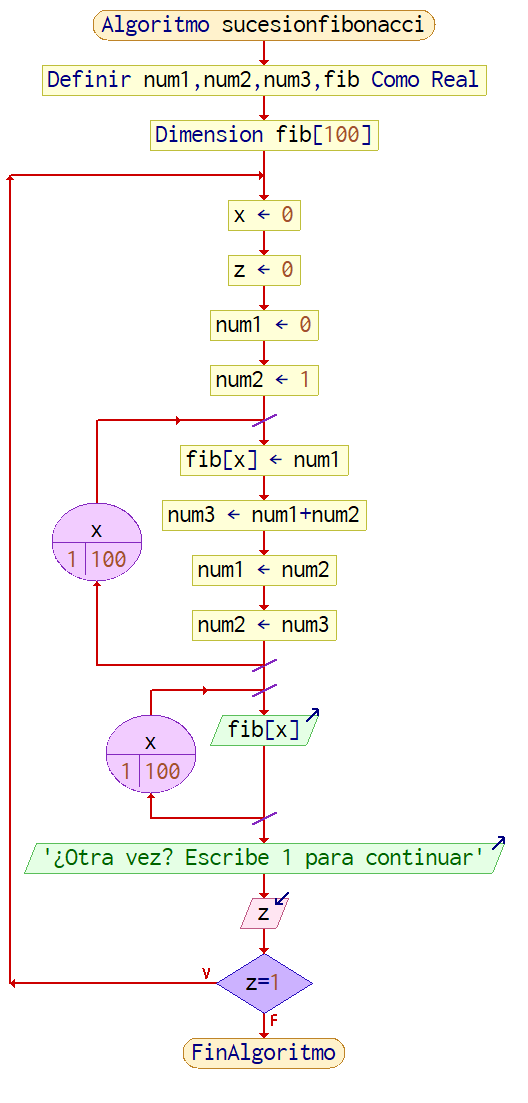 Algoritmo sucesionfibonacci
Definir num1,num2,num3,fib Como Real
Dimension fib[100]
x ← 0
z ← 0
num1 ← 0
num2 ← 1
x
1 100
fib[x] ← num1
num3 ← num1+num2
num1 ← num2
num2 ← num3
x
1 100
fib[x]
'¿Otra vez? Escribe 1 para continuar'
z
z=1
V
F
FinAlgoritmo